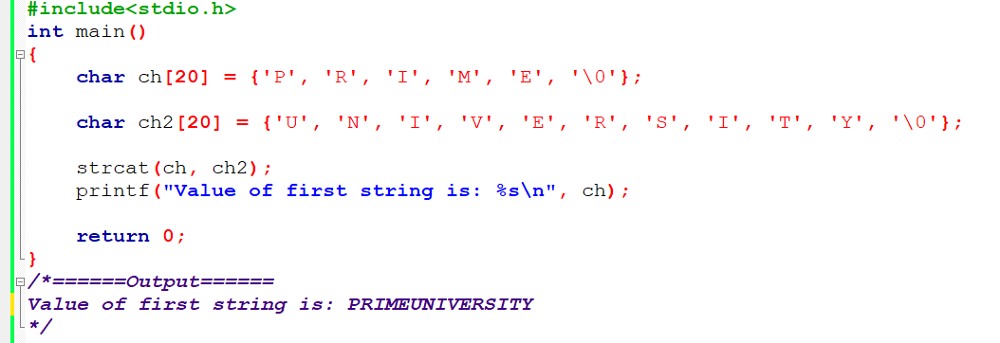 #include<stdio.h>
int main()
{
char ch[20] = {'P', 'R', 'I', 'M', 'E', '\0'};
char ch2[20] = {'U', 'N', 'I', 'V', 'E', 'R', 'S', 'I', 'T', 'Y', '\0'};
strcat(ch, ch2);
printf("Value of first string is: %s\n", ch);
return 0;
}
/*======Output======
Value of first string is: PRIMEUNIVERSITY
*/